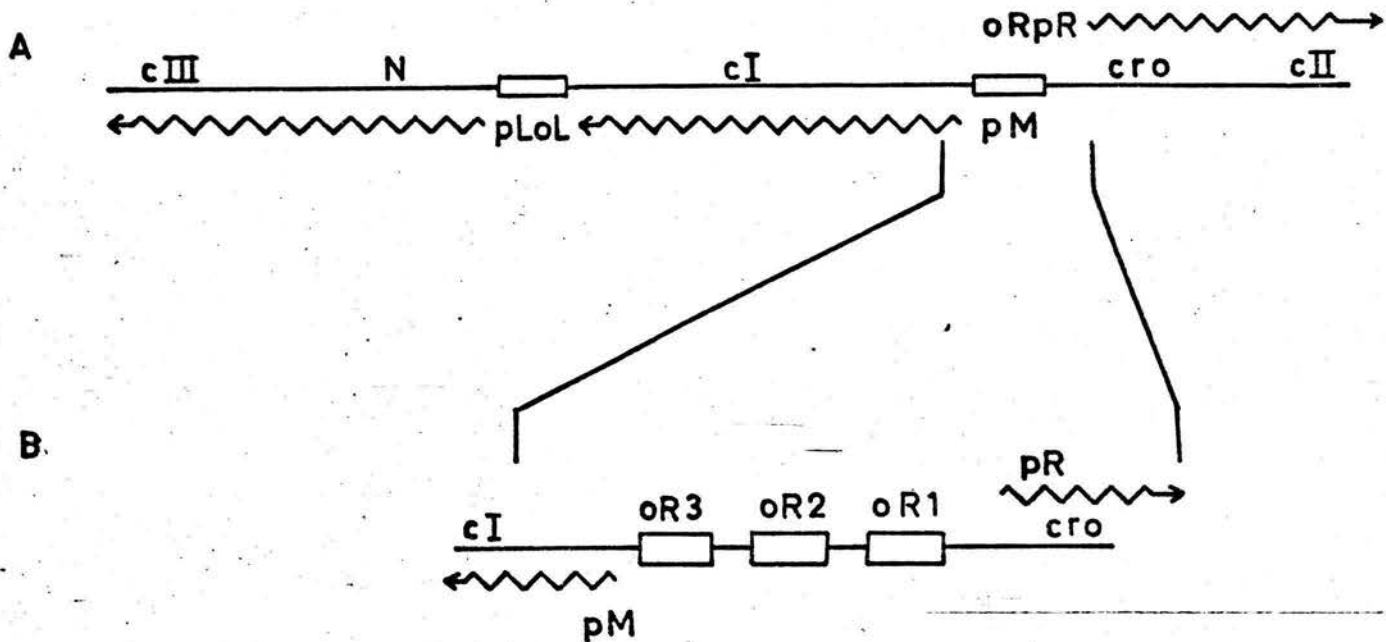 A
oRpR
cIII N cI cro cII
pLoL pM
B
pR
oR3 oR2 oR1
cI cro
pM